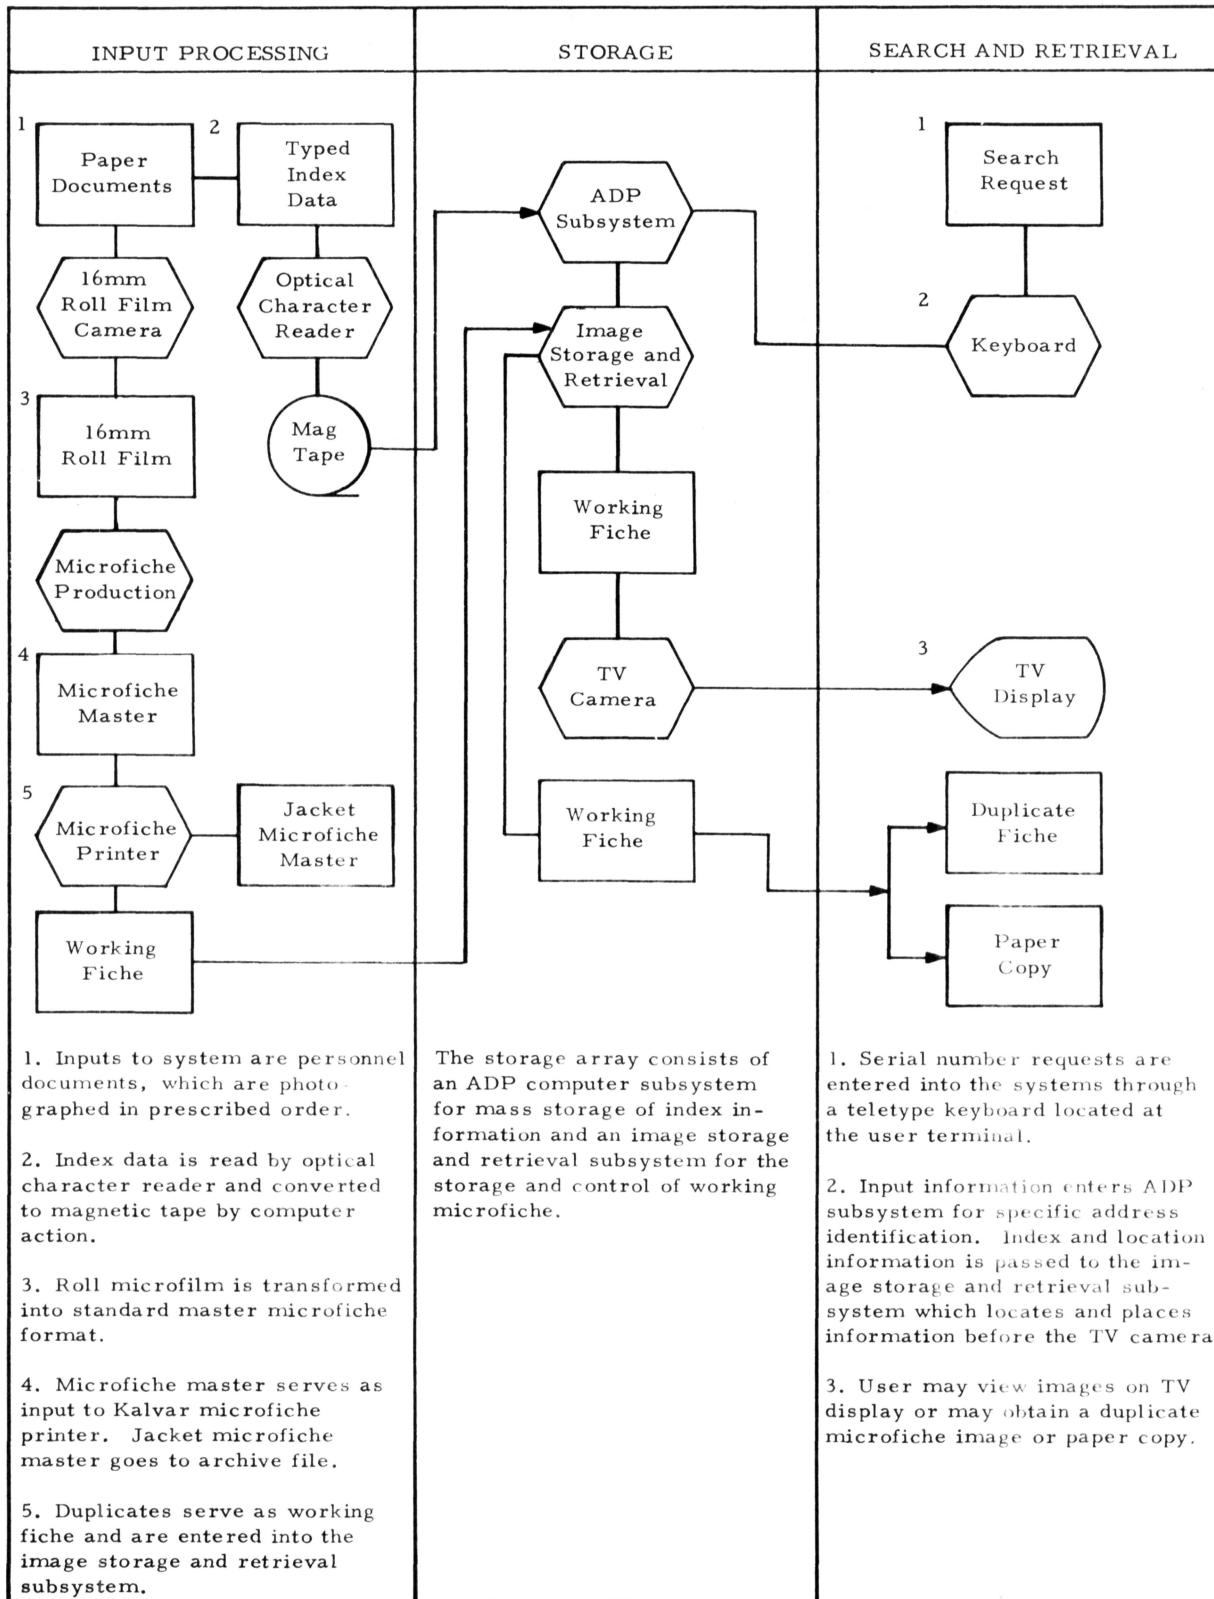 INPUT PROCESSING
STORAGE
SEARCH AND RETRIEVAL
1
Paper
Documents
2
Typed
Index
Data
16mm
Roll Film
Camera
Optical
Character
Reader
3
16mm
Roll Film
Mag
Tape
Microfiche
Production
4
Microfiche
Master
5
Microfiche
Printer
Jacket
Microfiche
Master
Working
Fiche
1. Inputs to system are personnel
documents, which are photo-
graphed in prescribed order.
2. Index data is read by optical
character reader and converted
to magnetic tape by computer
action.
3. Roll microfilm is transformed
into standard master microfiche
format.
4. Microfiche master serves as
input to Kalvar microfiche
printer. Jacket microfiche
master goes to archive file.
5. Duplicates serve as working
fiche and are entered into the
image storage and retrieval
subsystem.
ADP
Subsystem
Image
Storage and
Retrieval
Working
Fiche
TV
Camera
Working
Fiche
The storage array consists of
an ADP computer subsystem
for mass storage of index in-
formation and an image storage
and retrieval subsystem for the
storage and control of working
microfiche.
1
Search
Request
2
Keyboard
3
TV
Display
Duplicate
Fiche
Paper
Copy
1. Serial number requests are
entered into the systems through
a teletype keyboard located at
the user terminal.
2. Input information enters ADP
subsystem for specific address
identification. Index and location
information is passed to the im-
age storage and retrieval sub-
system which locates and places
information before the TV camera
3. User may view images on TV
display or may obtain a duplicate
microfiche image or paper copy.